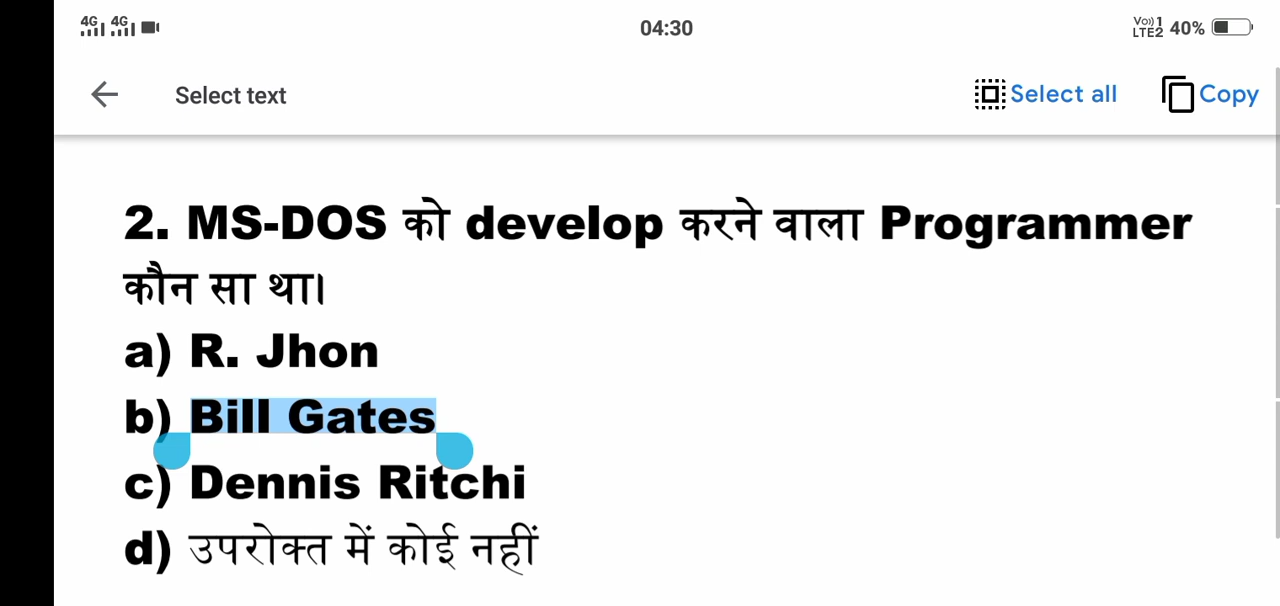 4G 4G 04:30 Vo)) 1 LTE2 40%
Select text Select all Copy
2. MS-DOS को develop करने वाला Programmer
कौन सा था।
a) R. Jhon
b) Bill Gates
c) Dennis Ritchi
d) उपरोक्त में कोई नहीं